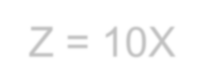 Z = 10X